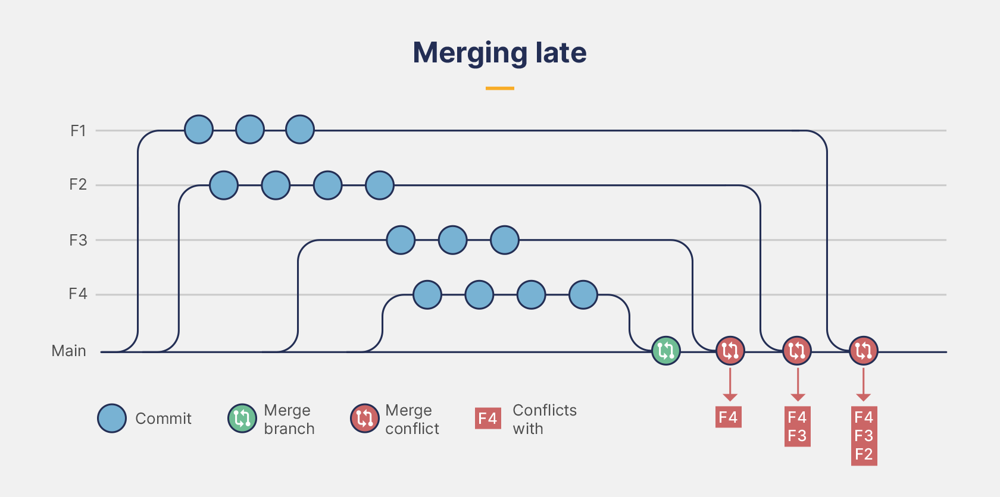 Merging late
F1
F2
F3
F4
Main
Commit
Merge
branch
Merge
conflict
F4
Conflicts
with
F4
F4
F3
F4
F3
F2